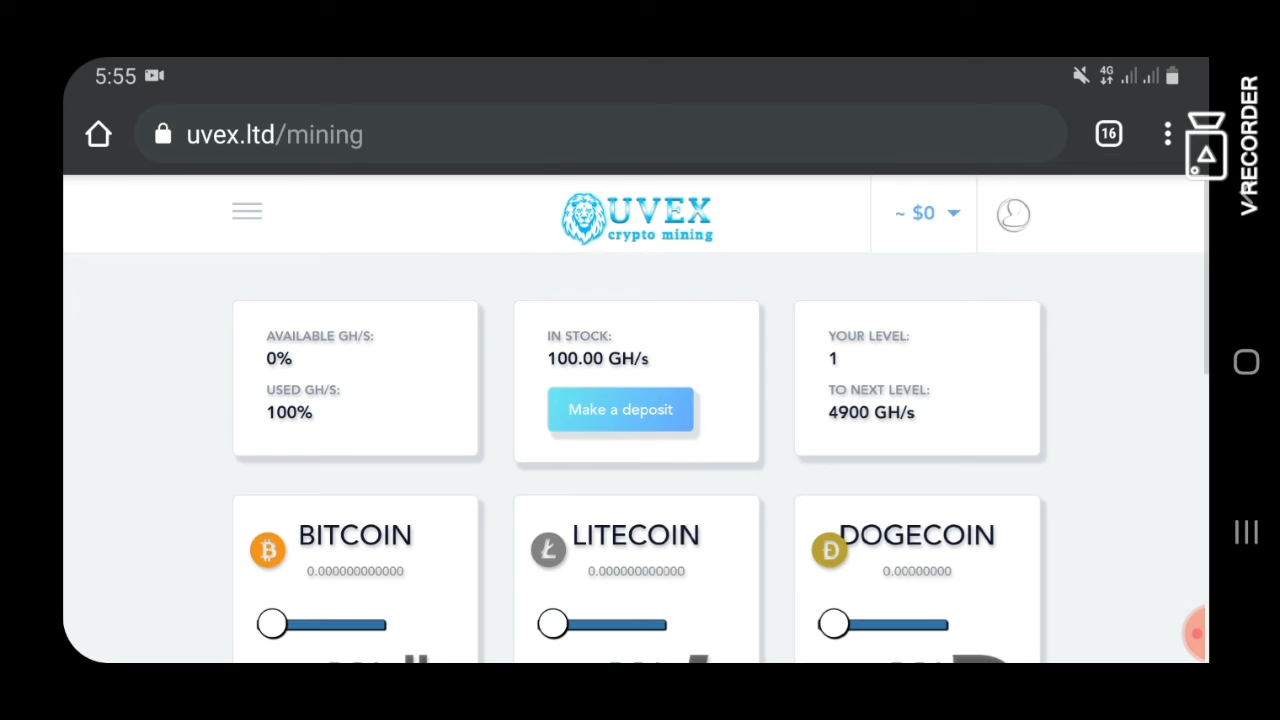 5:55
4G
uvex.ltd/mining
16
VRECORDER
UVEX
crypto mining
~ $0
AVAILABLE GH/S:
0%
USED GH/S:
100%
IN STOCK:
100.00 GH/s
Make a deposit
YOUR LEVEL:
1
TO NEXT LEVEL:
4900 GH/s
BITCOIN
0.000000000000
LITECOIN
0.000000000000
DOGECOIN
0.00000000